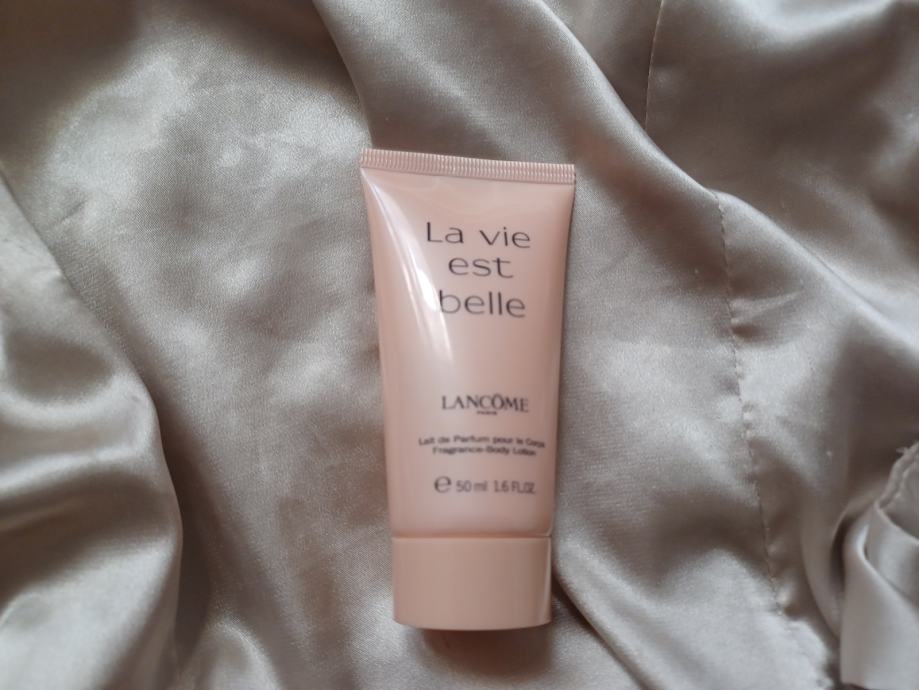 La vie
est
belle
LANCÔME
PARIS
Lait de Parfum pour le Corps
Fragrance-Body Lotion
e 50 ml 1.6 FL.OZ.